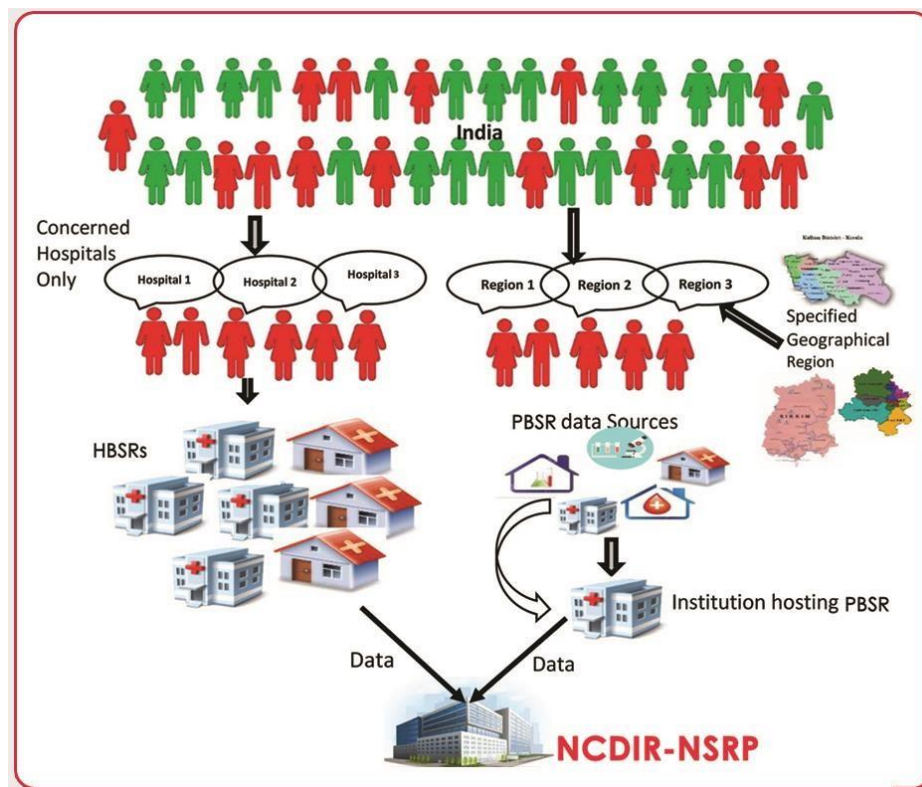 India
Concerned
Hospitals
Only
Hospital 1
Hospital 2
Hospital 3
Region 1
Region 2
Region 3
Specified
Geographical
Region
SIKKIM
HBSRs
PBSR data Sources
Institution hosting PBSR
Data
Data
NCDIR-NSRP